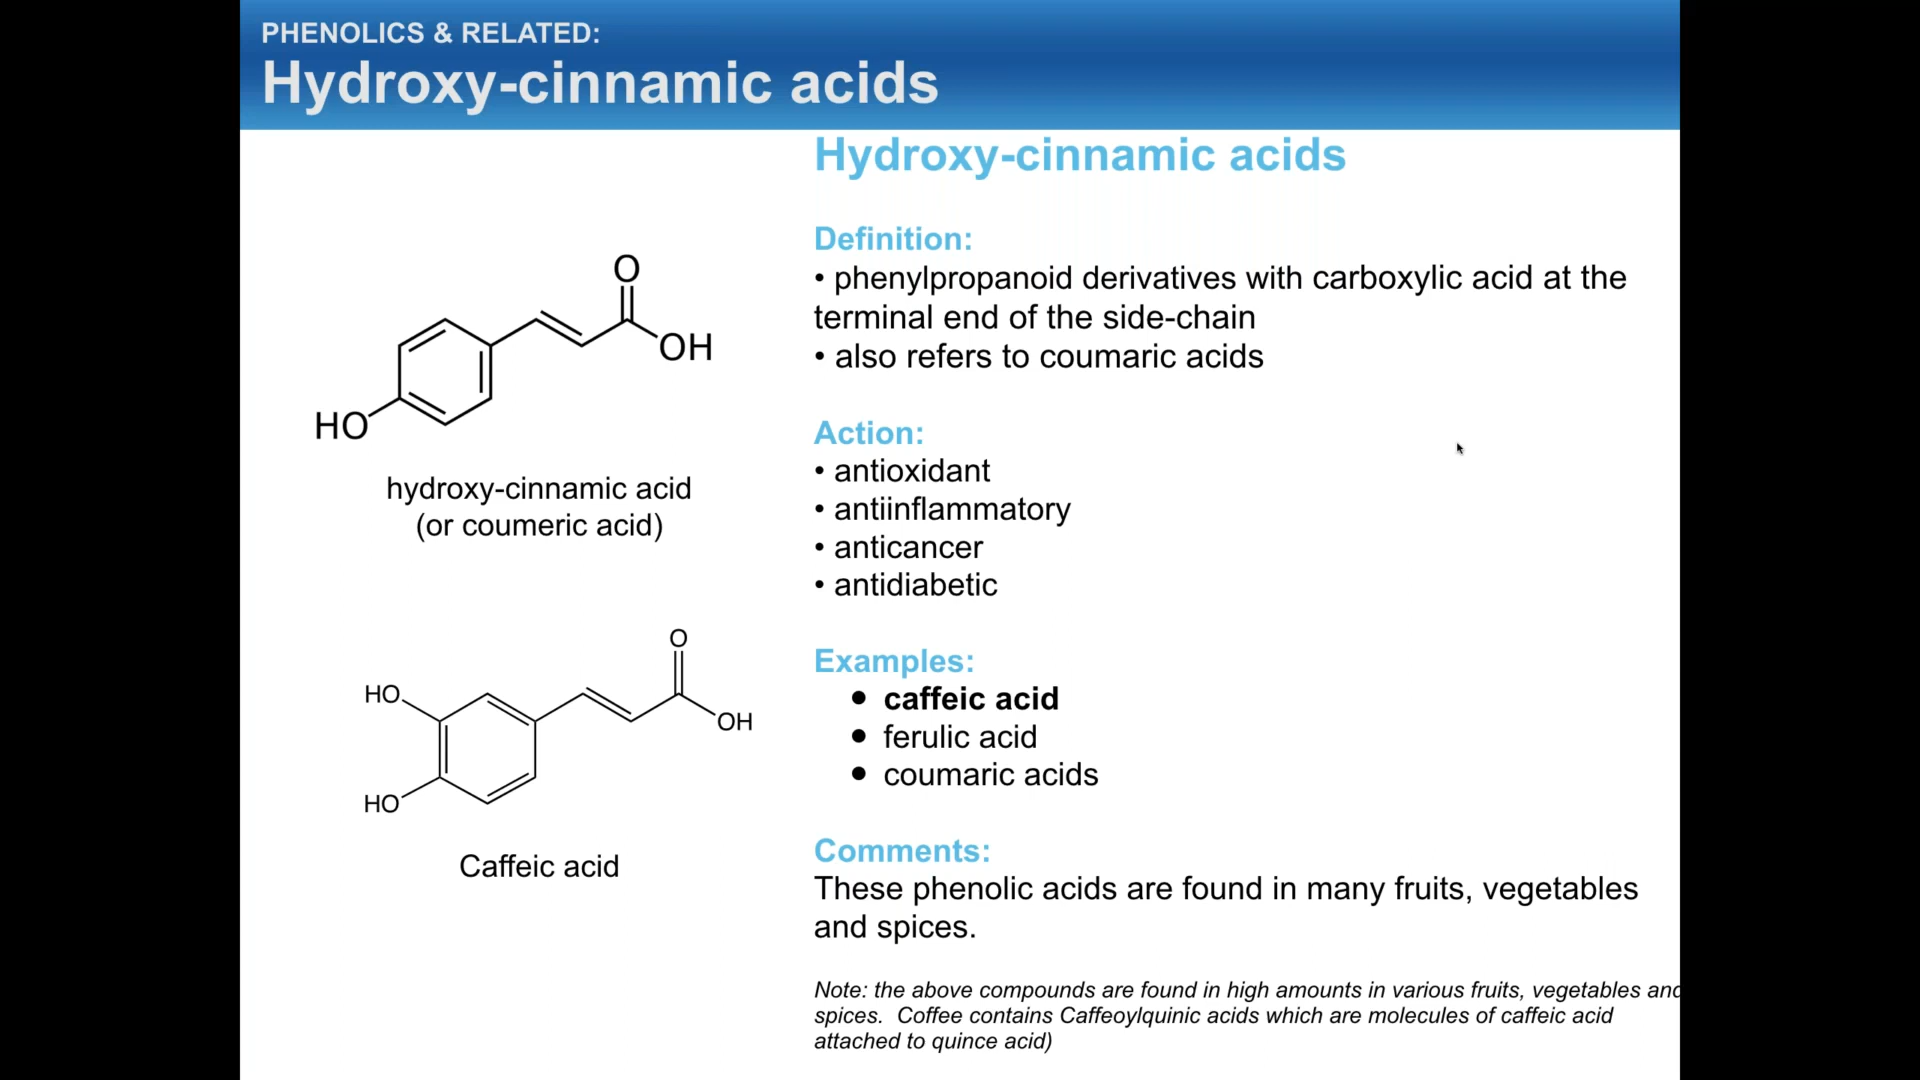 PHENOLICS & RELATED:
Hydroxy-cinnamic acids
Hydroxy-cinnamic acids
Definition:
• phenylpropanoid derivatives with carboxylic acid at the
terminal end of the side-chain
• also refers to coumaric acids
O
OH
HO
hydroxy-cinnamic acid
(or coumeric acid)
Action:
• antioxidant
• antiinflammatory
• anticancer
• antidiabetic
O
HO
OH
HO
Caffeic acid
Examples:
• caffeic acid
• ferulic acid
• coumaric acids
Comments:
These phenolic acids are found in many fruits, vegetables
and spices.
Note: the above compounds are found in high amounts in various fruits, vegetables and
spices. Coffee contains Caffeoylquinic acids which are molecules of caffeic acid
attached to quince acid)